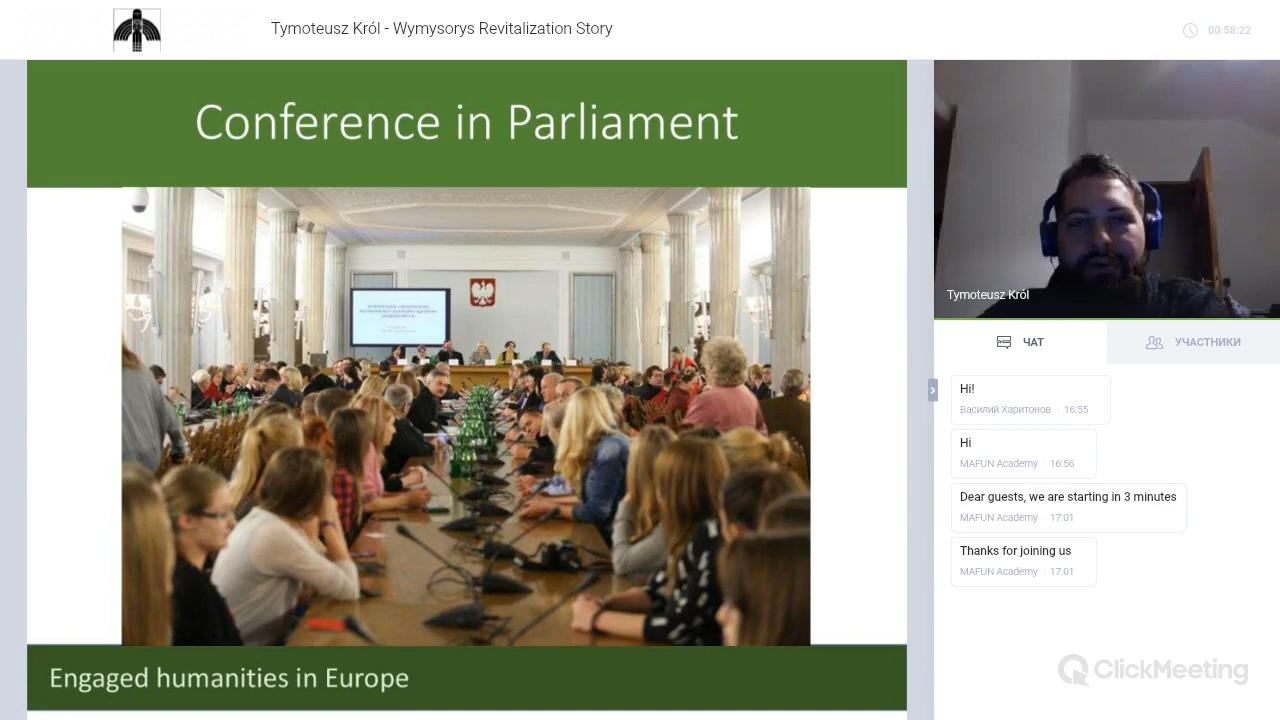 Tymoteusz Król - Wymysorys Revitalization Story
00:58:22
Conference in Parliament
Engaged humanities in Europe
Tymoteusz Król
ЧАТ
УЧАСТНИКИ
Hi!
Василий Харитонов 16:55
Hi
MAFUN Academy 16:56
Dear guests, we are starting in 3 minutes
MAFUN Academy 17:01
Thanks for joining us
MAFUN Academy 17:01
ClickMeeting